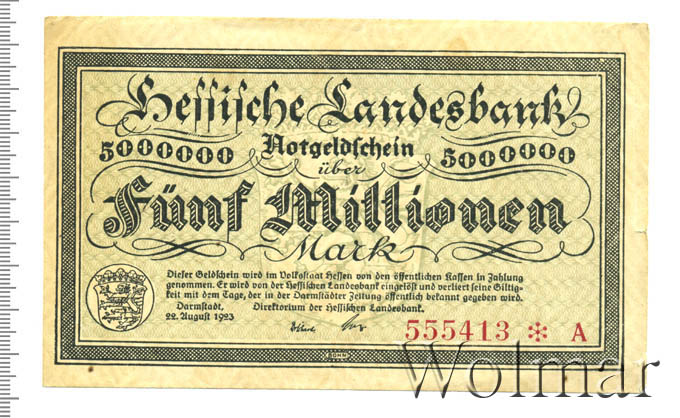 Hessische Landesbank
5000000 Notgeldschein 5000000
über
Fünf Millionen
Mark
Dieser Geldschein wird im Volksstaat Hessen von den öffentlichen Kassen in Zahlung
genommen. Er wird von der Hessischen Landesbank eingelöst und verliert seine Giltig-
keit mit dem Tage, der in der Darmstädter Zeitung öffentlich bekannt gegeben wird.
Darmstadt, Direktorium der Hessischen Landesbank.
22. August 1923
555413 * A
Wolmar